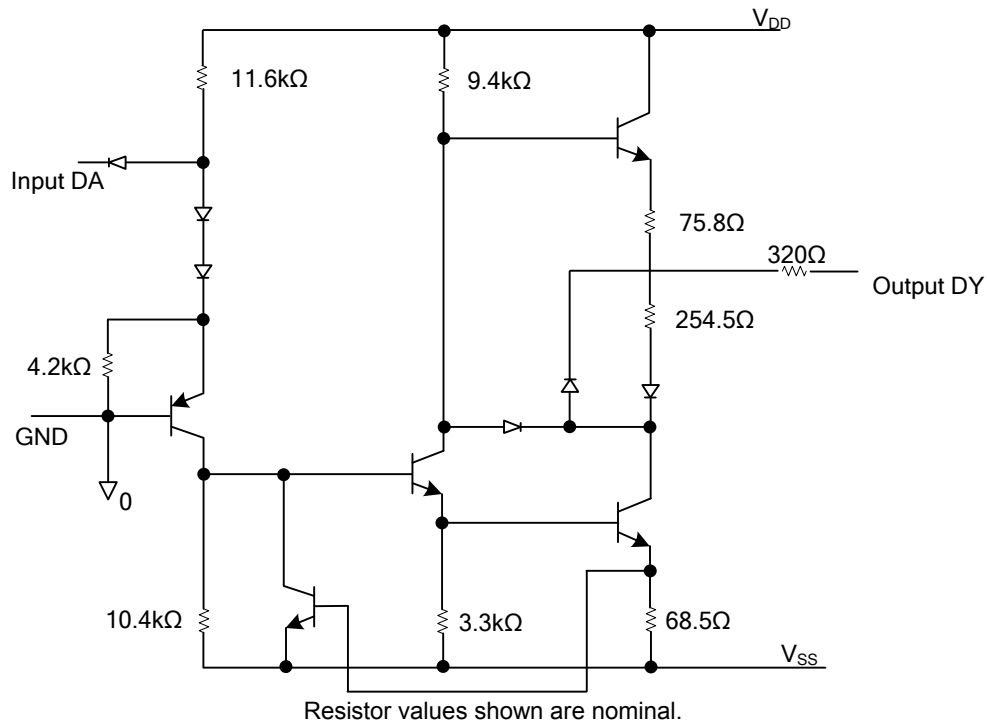 V_DD
11.6kΩ
9.4kΩ
Input DA
75.8Ω
320Ω
Output DY
254.5Ω
4.2kΩ
GND
0
10.4kΩ
3.3kΩ
68.5Ω
V_SS
Resistor values shown are nominal.